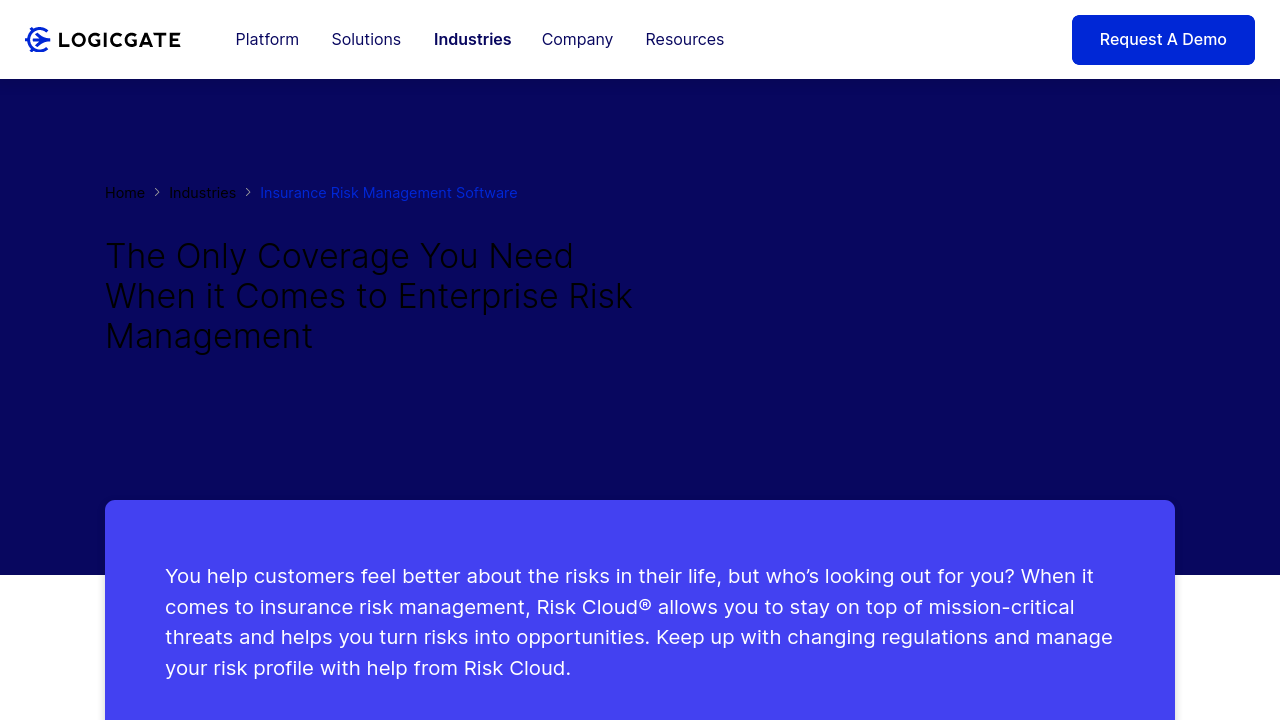 LOGICGATE
Platform
Solutions
Industries
Company
Resources
Request A Demo
Home > Industries > Insurance Risk Management Software
The Only Coverage You Need
When it Comes to Enterprise Risk
Management
You help customers feel better about the risks in their life, but who’s looking out for you? When it
comes to insurance risk management, Risk Cloud® allows you to stay on top of mission-critical
threats and helps you turn risks into opportunities. Keep up with changing regulations and manage
your risk profile with help from Risk Cloud.